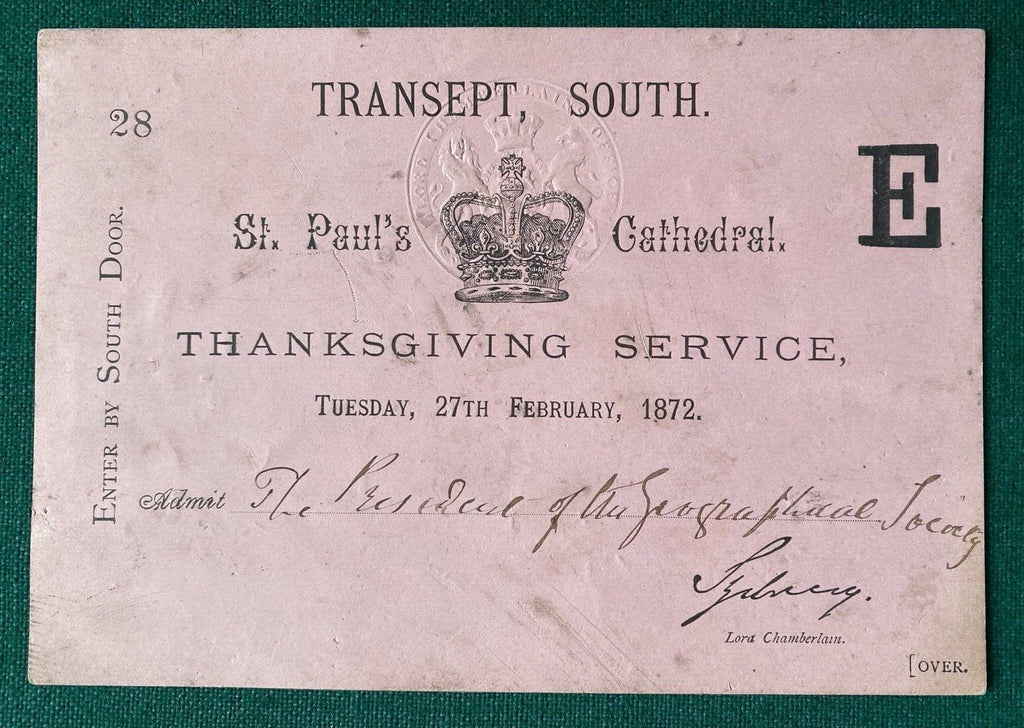 TRANSEPT, SOUTH.
28
E
St. Paul's Cathedral.
THANKSGIVING SERVICE,
TUESDAY, 27TH FEBRUARY, 1872.
ENTER BY SOUTH DOOR.
Admit The President of the Geographical Society
Sydney.
Lord Chamberlain.
[OVER.